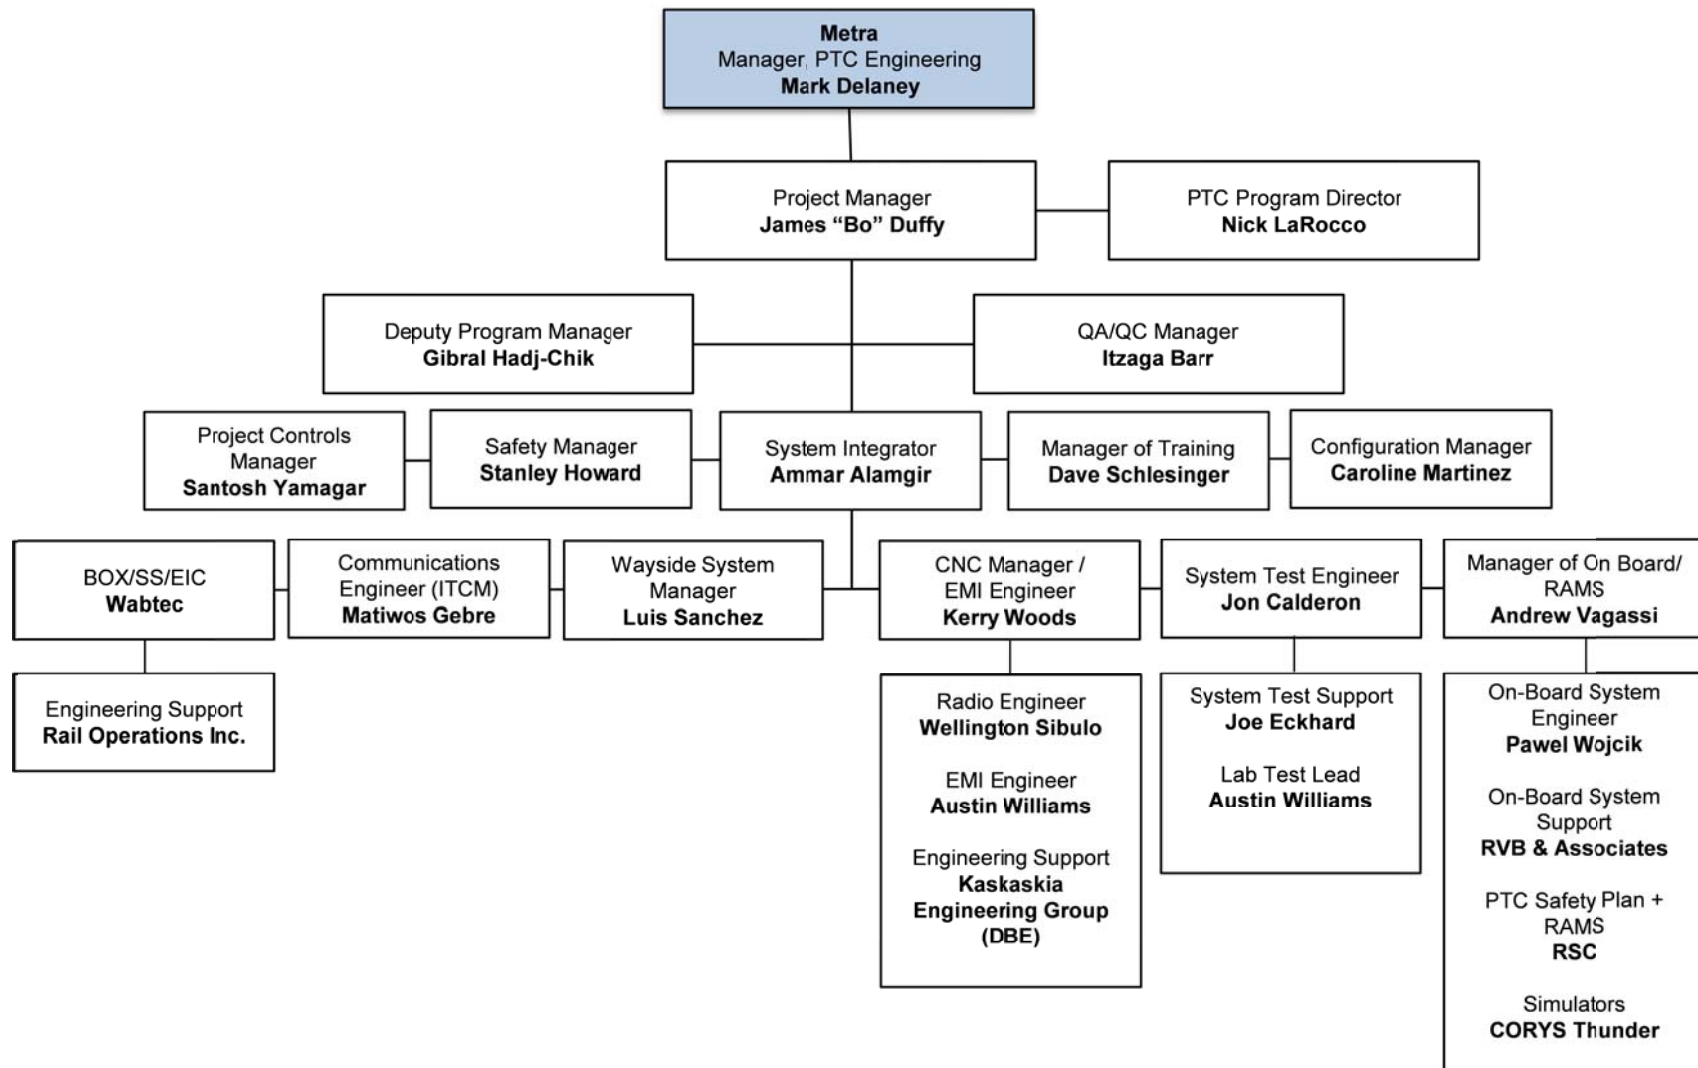 Metra
Manager, PTC Engineering
Mark Delaney
Project Manager
James “Bo” Duffy
PTC Program Director
Nick LaRocco
Deputy Program Manager
Gibral Hadj-Chik
QA/QC Manager
Itzaga Barr
Project Controls
Manager
Santosh Yamagar
Safety Manager
Stanley Howard
System Integrator
Ammar Alamgir
Manager of Training
Dave Schlesinger
Configuration Manager
Caroline Martinez
BOX/SS/EIC
Wabtec
Communications
Engineer (ITCM)
Matiwos Gebre
Wayside System
Manager
Luis Sanchez
CNC Manager /
EMI Engineer
Kerry Woods
System Test Engineer
Jon Calderon
Manager of On Board/
RAMS
Andrew Vagassi
Engineering Support
Rail Operations Inc.
Radio Engineer
Wellington Sibulo
EMI Engineer
Austin Williams
Engineering Support
Kaskaskia
Engineering Group
(DBE)
System Test Support
Joe Eckhard
Lab Test Lead
Austin Williams
On-Board System
Engineer
Pawel Wojcik
On-Board System
Support
RVB & Associates
PTC Safety Plan +
RAMS
RSC
Simulators
CORYS Thunder